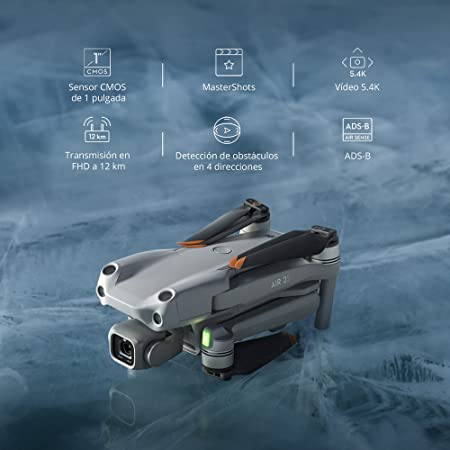 1"
CMOS
Sensor CMOS
de 1 pulgada
MasterShots
5.4K
Vídeo 5.4K
12 km
Transmisión en
FHD a 12 km
Detección de obstáculos
en 4 direcciones
ADS-B
AIR SENSE
ADS-B
AIR 2S